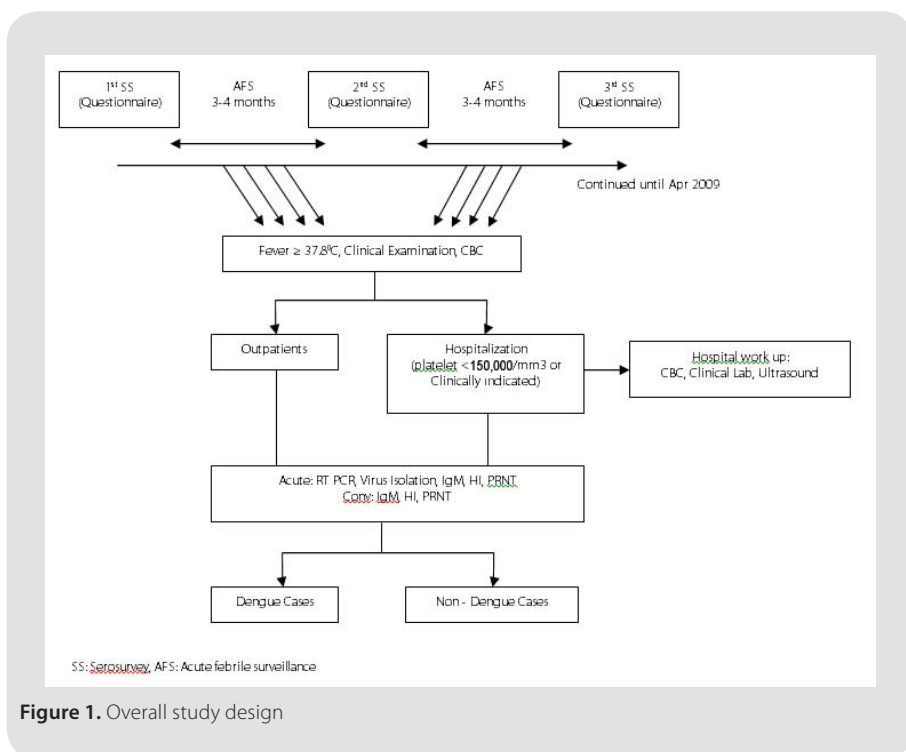 1st SS
(Questionnaire)
AFS
3-4 months
2nd SS
(Questionnaire)
AFS
3-4 months
3rd SS
(Questionnaire)
Continued until Apr 2009
Fever ≥ 37.8⁰C, Clinical Examination, CBC
Outpatients
Hospitalization
(platelet <150,000/mm3 or
Clinically indicated)
Hospital work up:
CBC, Clinical Lab, Ultrasound
Acute: RT PCR, Virus Isolation, IgM, HI, PRNT
Conv: IgM, HI, PRNT
Dengue Cases
Non - Dengue Cases
SS: Serosurvey, AFS: Acute febrile surveillance
Figure 1. Overall study design